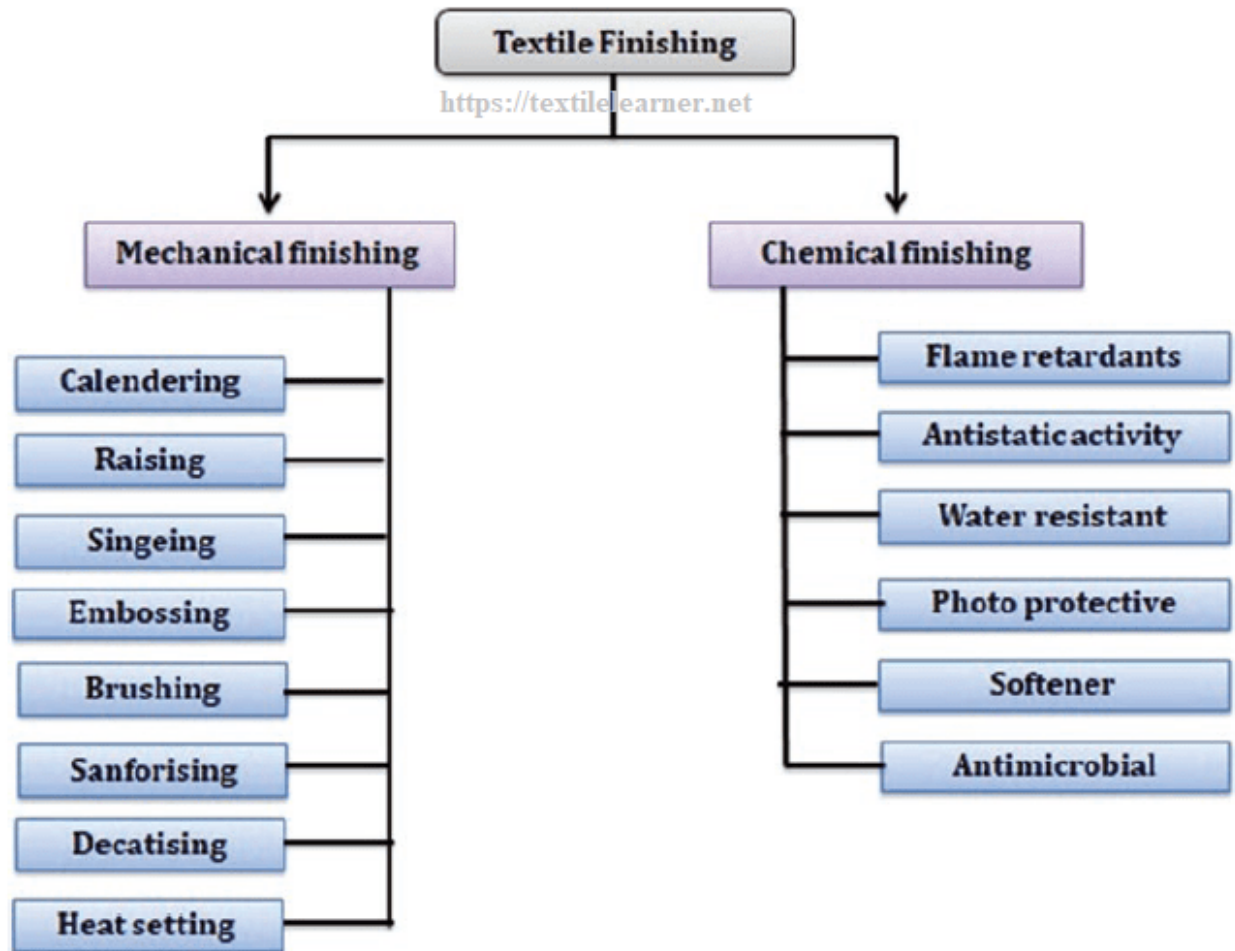 Textile Finishing
https://textilelearner.net
Mechanical finishing
Calendering
Raising
Singeing
Embossing
Brushing
Sanforising
Decatising
Heat setting
Chemical finishing
Flame retardants
Antistatic activity
Water resistant
Photo protective
Softener
Antimicrobial